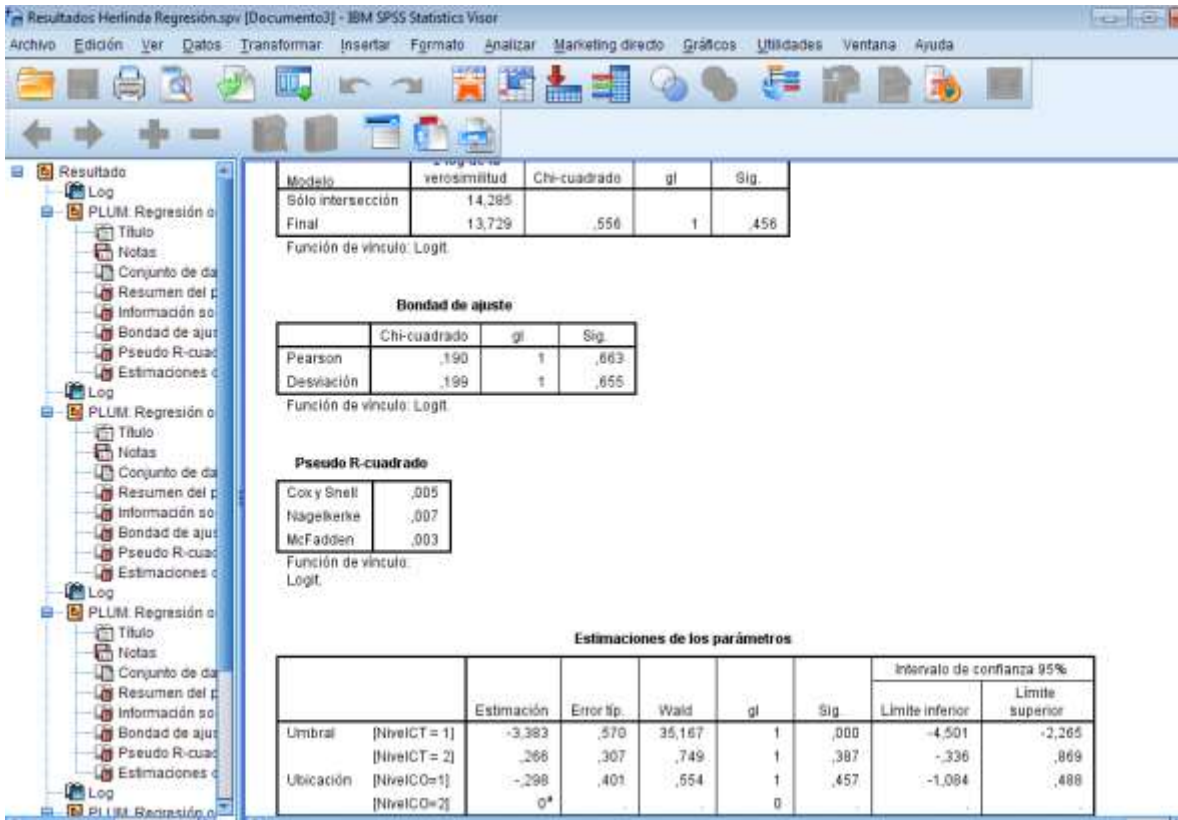 Resultados Herlinda Regresión.spv [Documento3] - IBM SPSS Statistics Visor
Archivo Edición Ver Datos Transformar Insertar Formato Analizar Marketing directo Gráficos Utilidades Ventana Ayuda
Resultado
Log
PLUM: Regresión o
Título
Notas
Conjunto de da
Resumen del p
Información so
Bondad de ajus
Pseudo R-cuad
Estimaciones d
Log
PLUM: Regresión o
Título
Notas
Conjunto de da
Resumen del p
Información so
Bondad de ajus
Pseudo R-cuad
Estimaciones d
Log
PLUM: Regresión o
Título
Notas
Conjunto de da
Resumen del p
Información so
Bondad de ajus
Pseudo R-cuad
Estimaciones d
Log
PLUM: Regresión o
Modelo verosimilitud Chi-cuadrado gl Sig.
Sólo intersección 14,285
Final 13,729 ,556 1 ,456
Función de vínculo: Logit.
Bondad de ajuste
Chi-cuadrado gl Sig.
Pearson ,190 1 ,663
Desviación ,199 1 ,655
Función de vínculo: Logit.
Pseudo R-cuadrado
Cox y Snell ,005
Nagelkerke ,007
McFadden ,003
Función de vínculo:
Logit.
Estimaciones de los parámetros
Intervalo de confianza 95%
Estimación Error típ. Wald gl Sig. Límite inferior Límite superior
Umbral [NivelCT = 1] -3,383 ,570 35,167 1 ,000 -4,501 -2,265
[NivelCT = 2] ,266 ,307 ,749 1 ,387 -,336 ,869
Ubicación [NivelCO=1] -,298 ,401 ,554 1 ,457 -1,084 ,488
[NivelCO=2] 0ª . . 0 . . .